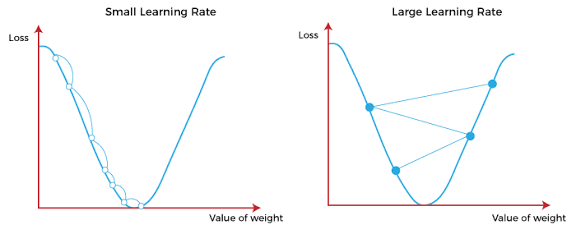 Small Learning Rate
Loss
Value of weight
Large Learning Rate
Loss
Value of weight